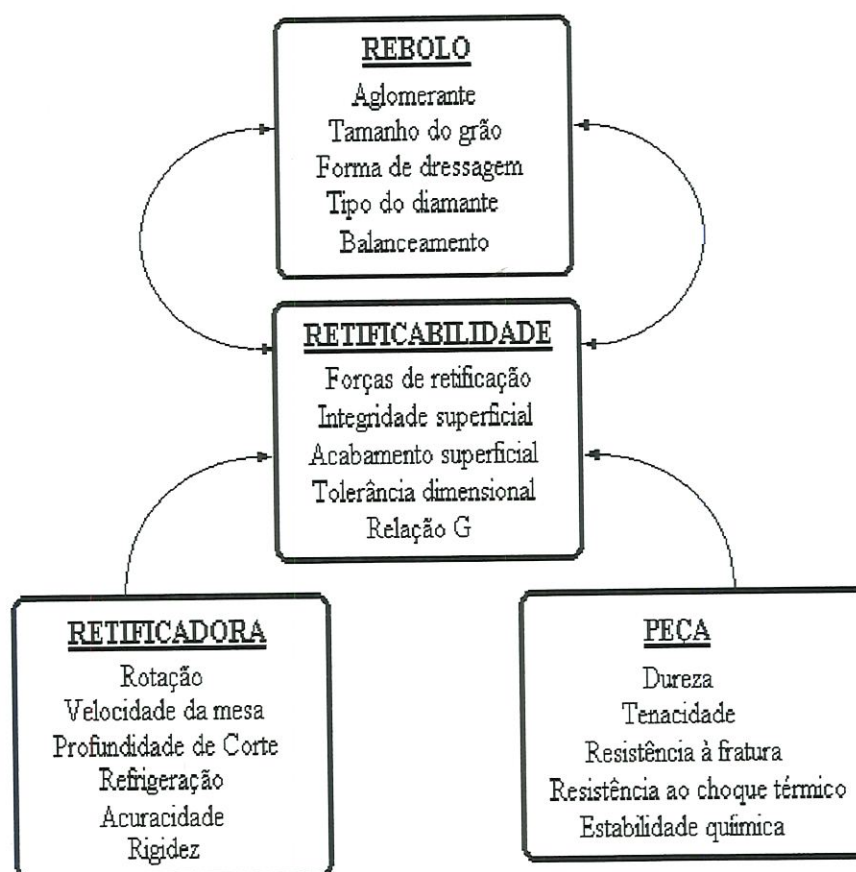 REBOLO
Aglomerante
Tamanho do grão
Forma de dressagem
Tipo do diamante
Balanceamento
RETIFICABILIDADE
Forças de retificação
Integridade superficial
Acabamento superficial
Tolerância dimensional
Relação G
RETIFICADORA
Rotação
Velocidade da mesa
Profundidade de Corte
Refrigeração
Acuracidade
Rigidez
PEÇA
Dureza
Tenacidade
Resistência à fratura
Resistência ao choque térmico
Estabilidade química